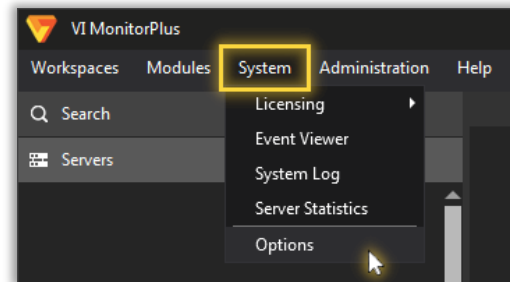 VI MonitorPlus
Workspaces Modules System Administration Help
Search
Servers
Licensing
Event Viewer
System Log
Server Statistics
Options